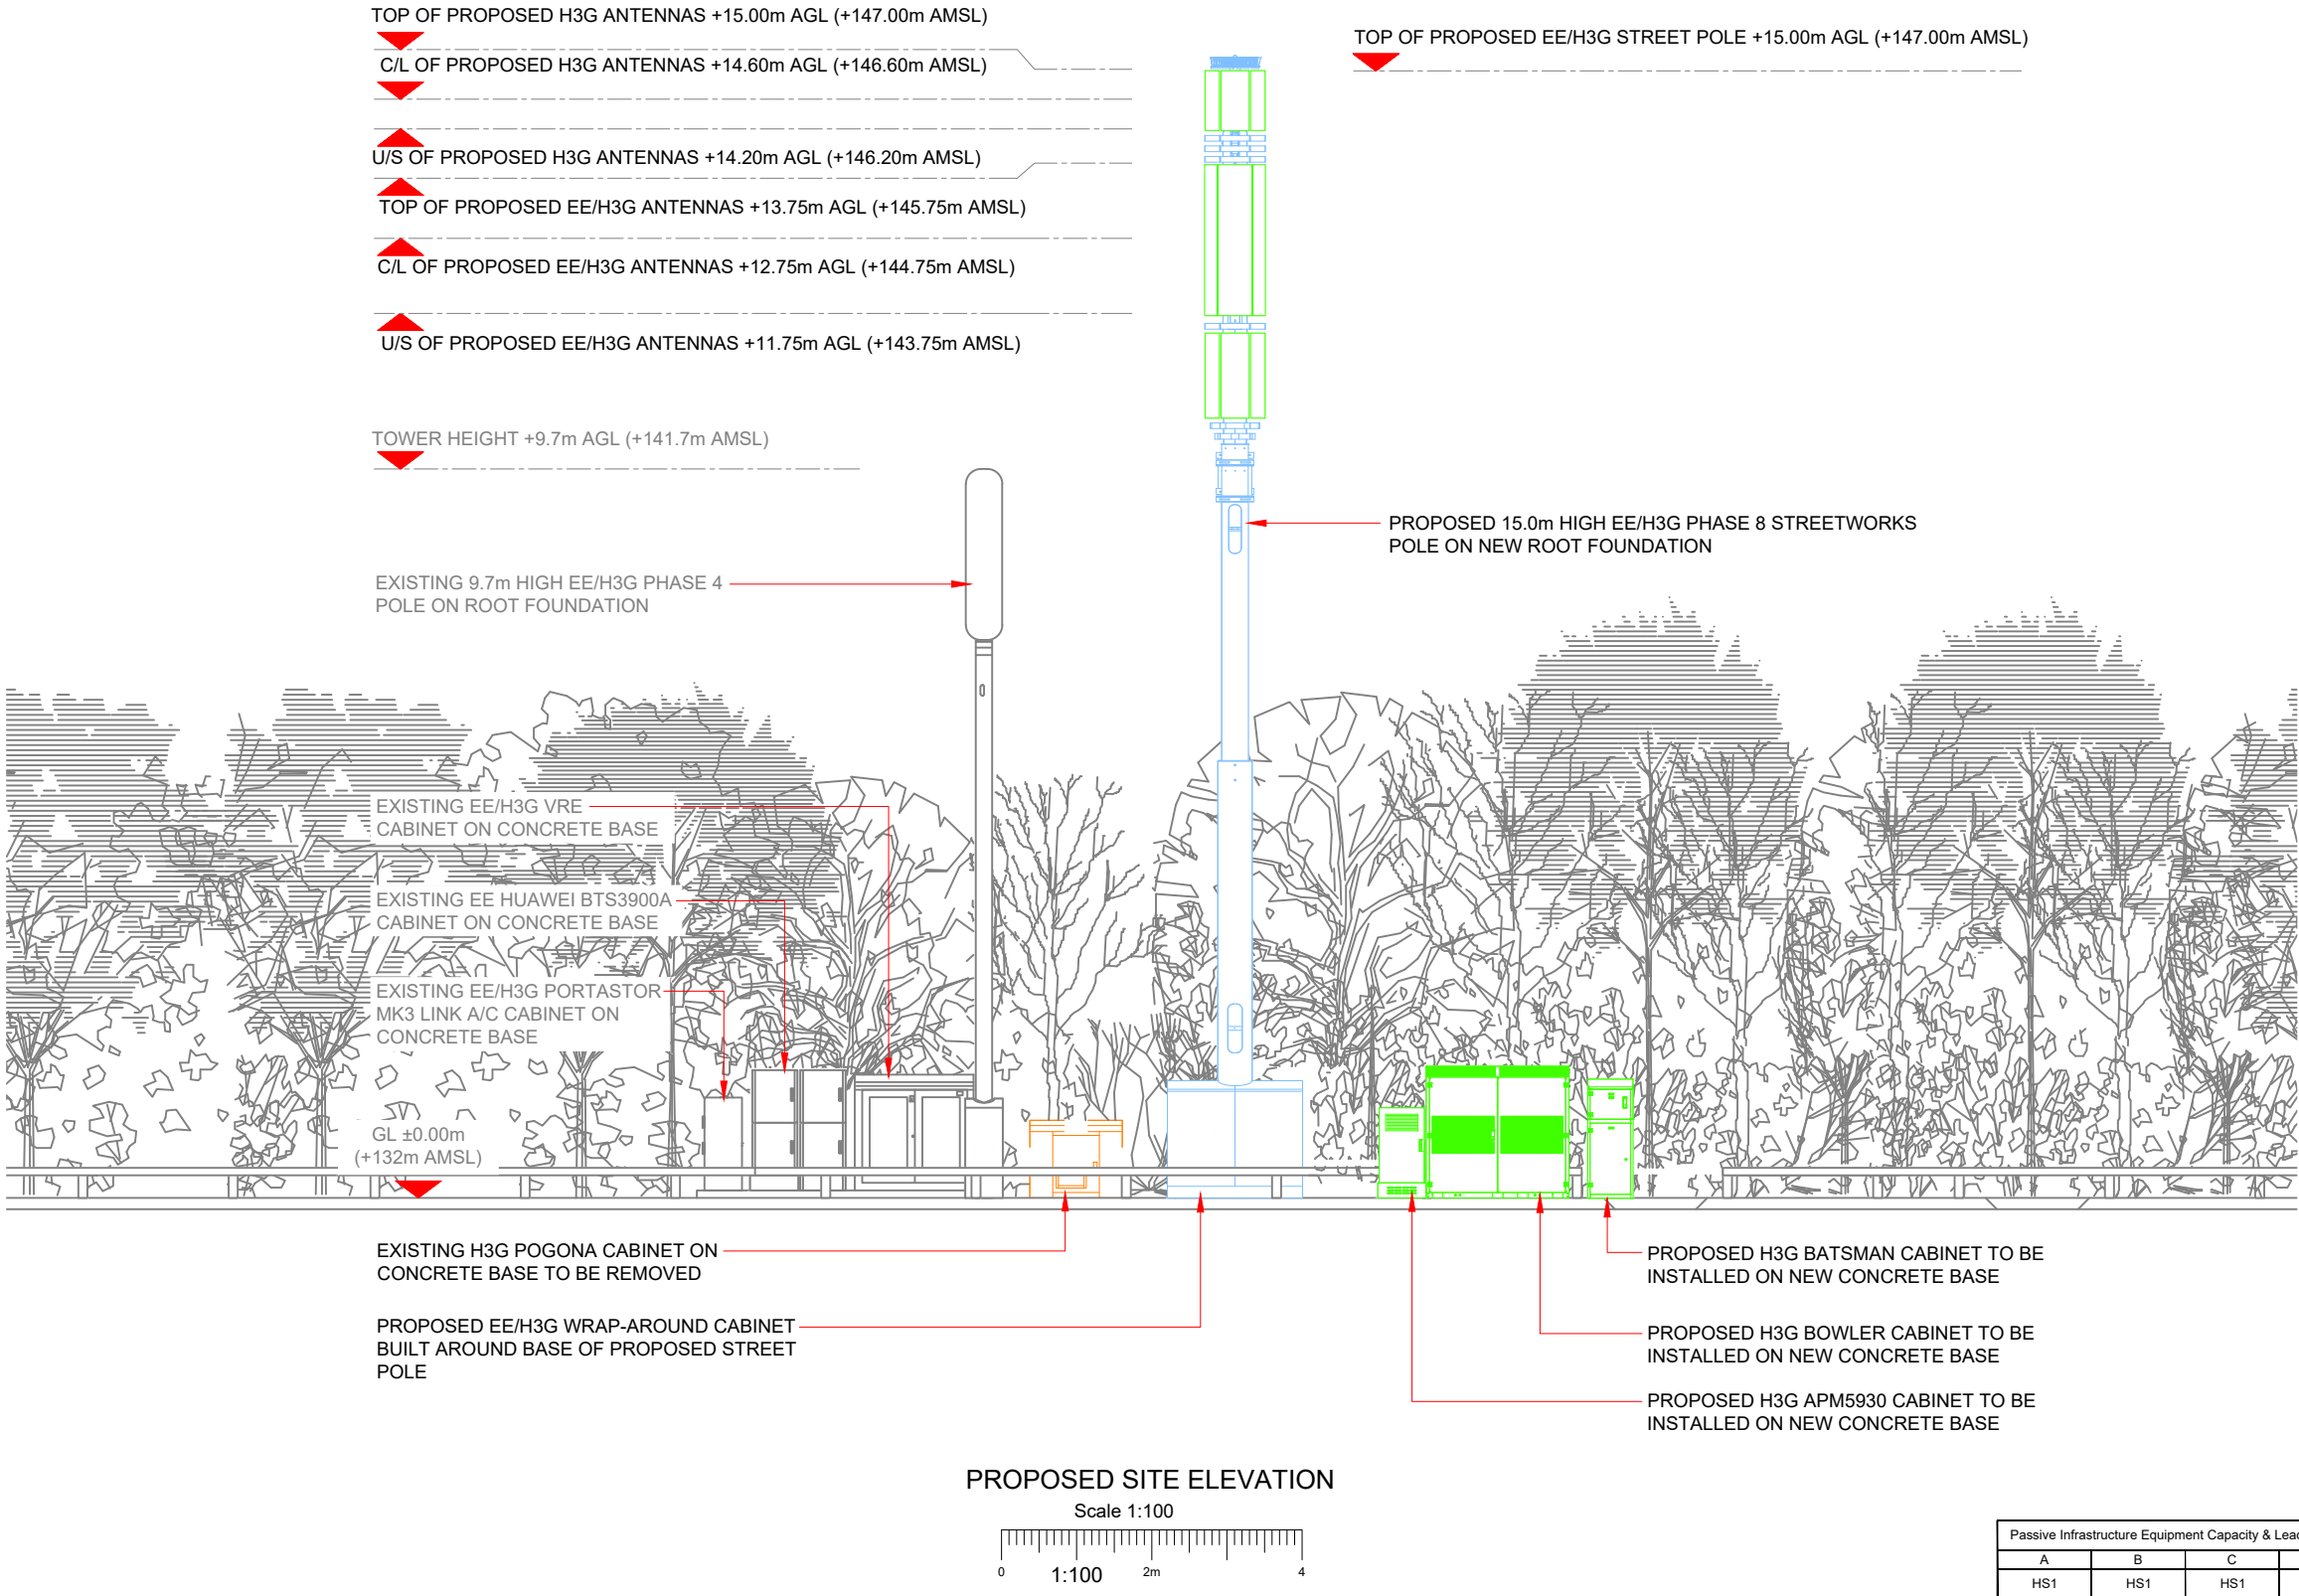 TOP OF PROPOSED H3G ANTENNAS +15.00m AGL (+147.00m AMSL)
C/L OF PROPOSED H3G ANTENNAS +14.60m AGL (+146.60m AMSL)
U/S OF PROPOSED H3G ANTENNAS +14.20m AGL (+146.20m AMSL)
TOP OF PROPOSED EE/H3G ANTENNAS +13.75m AGL (+145.75m AMSL)
C/L OF PROPOSED EE/H3G ANTENNAS +12.75m AGL (+144.75m AMSL)
U/S OF PROPOSED EE/H3G ANTENNAS +11.75m AGL (+143.75m AMSL)
TOWER HEIGHT +9.7m AGL (+141.7m AMSL)
TOP OF PROPOSED EE/H3G STREET POLE +15.00m AGL (+147.00m AMSL)
PROPOSED 15.0m HIGH EE/H3G PHASE 8 STREETWORKS
POLE ON NEW ROOT FOUNDATION
EXISTING 9.7m HIGH EE/H3G PHASE 4
POLE ON ROOT FOUNDATION
EXISTING EE/H3G VRE
CABINET ON CONCRETE BASE
EXISTING EE HUAWEI BTS3900A
CABINET ON CONCRETE BASE
EXISTING EE/H3G PORTASTOR
MK3 LINK A/C CABINET ON
CONCRETE BASE
GL ±0.00m
(+132m AMSL)
EXISTING H3G POGONA CABINET ON
CONCRETE BASE TO BE REMOVED
PROPOSED EE/H3G WRAP-AROUND CABINET
BUILT AROUND BASE OF PROPOSED STREET
POLE
PROPOSED H3G BATSMAN CABINET TO BE
INSTALLED ON NEW CONCRETE BASE
PROPOSED H3G BOWLER CABINET TO BE
INSTALLED ON NEW CONCRETE BASE
PROPOSED H3G APM5930 CABINET TO BE
INSTALLED ON NEW CONCRETE BASE
PROPOSED SITE ELEVATION
Scale 1:100
0 1:100 2m 4
Passive Infrastructure Equipment Capacity & Lea
A B C
HS1 HS1 HS1